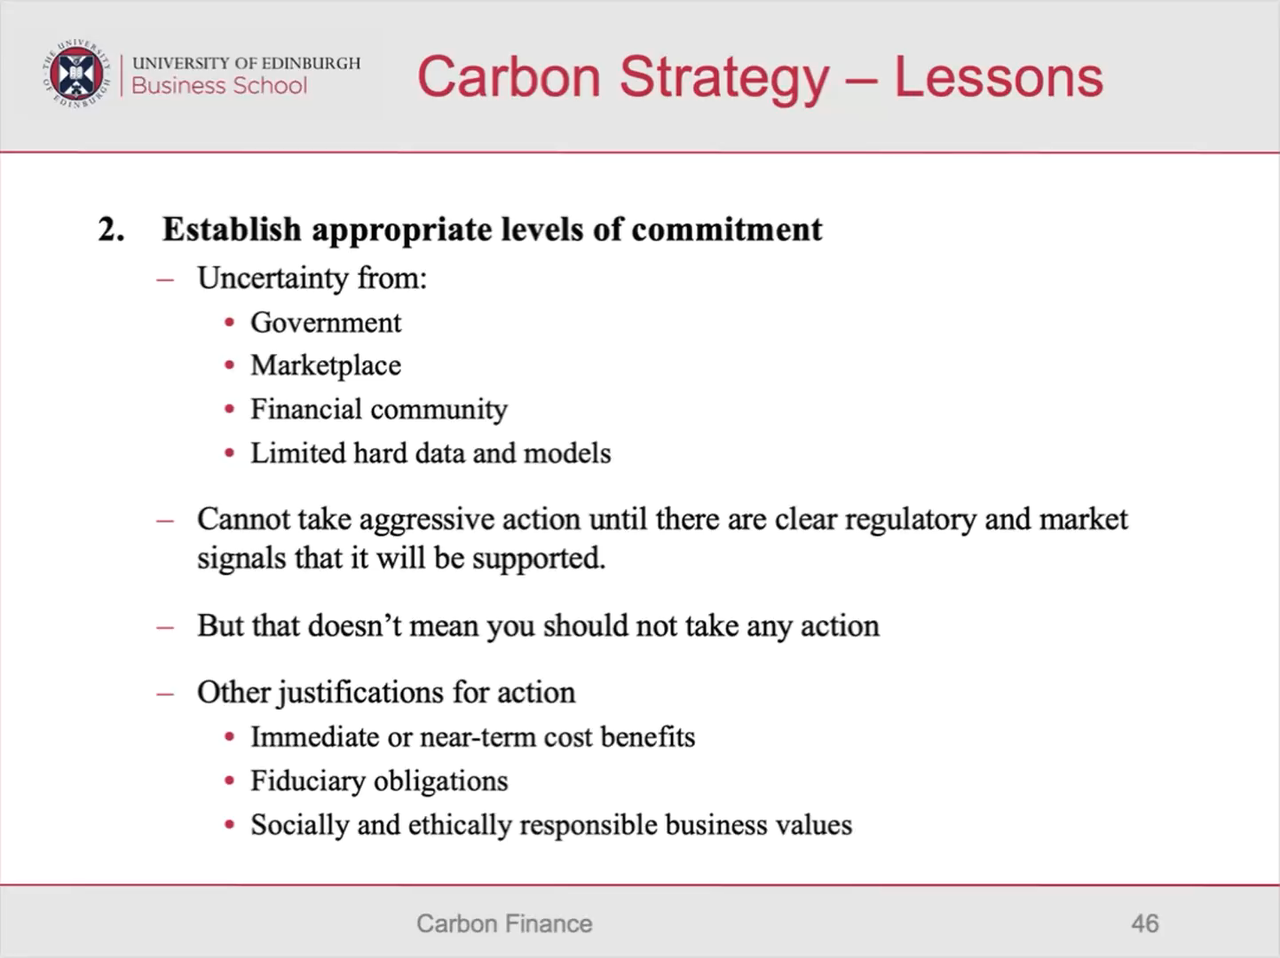 THE UNIVERSITY OF EDINBURGH
UNIVERSITY OF EDINBURGH
Business School
Carbon Strategy – Lessons
2. Establish appropriate levels of commitment
– Uncertainty from:
• Government
• Marketplace
• Financial community
• Limited hard data and models
– Cannot take aggressive action until there are clear regulatory and market
signals that it will be supported.
– But that doesn’t mean you should not take any action
– Other justifications for action
• Immediate or near-term cost benefits
• Fiduciary obligations
• Socially and ethically responsible business values
Carbon Finance
46